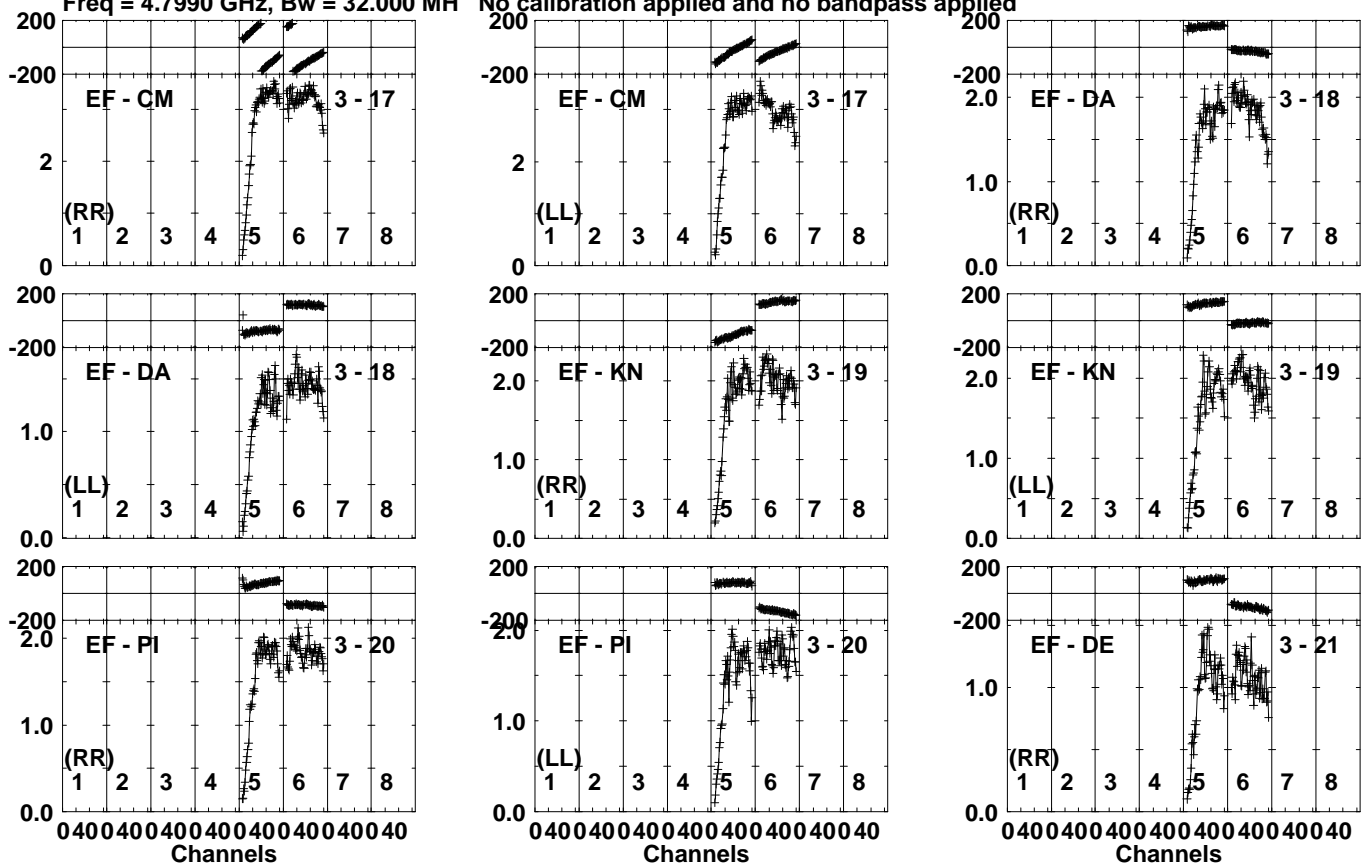 Freq = 4.7990 GHz, Bw = 32.000 MH No calibration applied and no bandpass applied
200 200 200
-200 -200 -200
EF - CM 3 - 17 EF - CM 3 - 17 2.0 EF - DA 3 - 18
2 2 1.0
(RR) (LL) (RR)
1 2 3 4 5 6 7 8 1 2 3 4 5 6 7 8 1 2 3 4 5 6 7 8
0 0 0.0
200 200 200
-200 -200 -200
EF - DA 3 - 18 2.0 EF - KN 3 - 19 2.0 EF - KN 3 - 19
1.0 1.0 1.0
(LL) (RR) (LL)
1 2 3 4 5 6 7 8 1 2 3 4 5 6 7 8 1 2 3 4 5 6 7 8
0.0 0.0 0.0
200 200 200
-200 -200 -200
2.0 EF - PI 3 - 20 2.0 EF - PI 3 - 20 EF - DE 3 - 21
1.0 1.0 1.0
(RR) (LL) (RR)
1 2 3 4 5 6 7 8 1 2 3 4 5 6 7 8 1 2 3 4 5 6 7 8
0.0 0.0 0.0
0 40 0 40 0 40 0 40 0 40 0 40 0 40 0 40 0 40 0 40 0 40 0 40 0 40 0 40 0 40 0 40 0 40 0 40 0 40 0 40 0 40 0 40 0 40 0 40
Channels Channels Channels